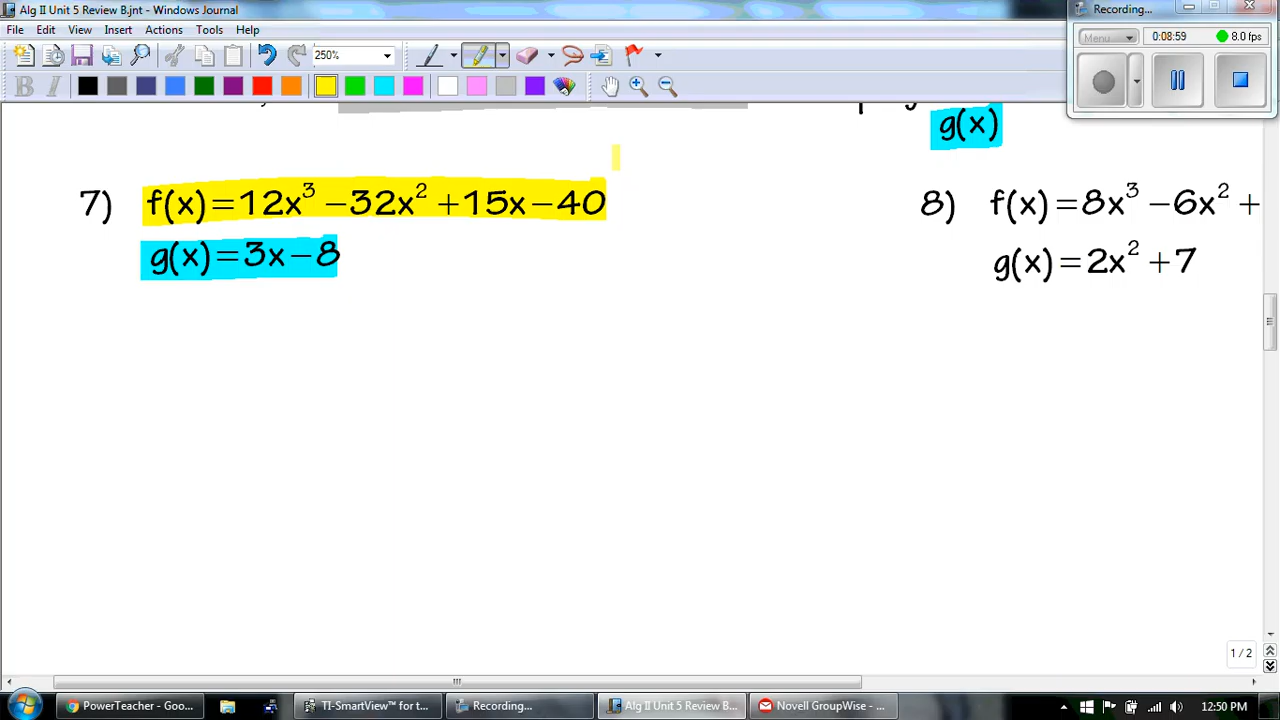 Alg II Unit 5 Review B.jnt - Windows Journal
Recording...
File Edit View Insert Actions Tools Help
Menu
0:08:59
8.0 fps
250%
g(x)
7) f(x)=12x³−32x²+15x−40
g(x)=3x−8
8) f(x)=8x³−6x²+
g(x)=2x²+7
1 / 2
PowerTeacher - Goo...
TI-SmartView™ for t...
Recording...
Alg II Unit 5 Review B...
Novell GroupWise - ...
12:50 PM